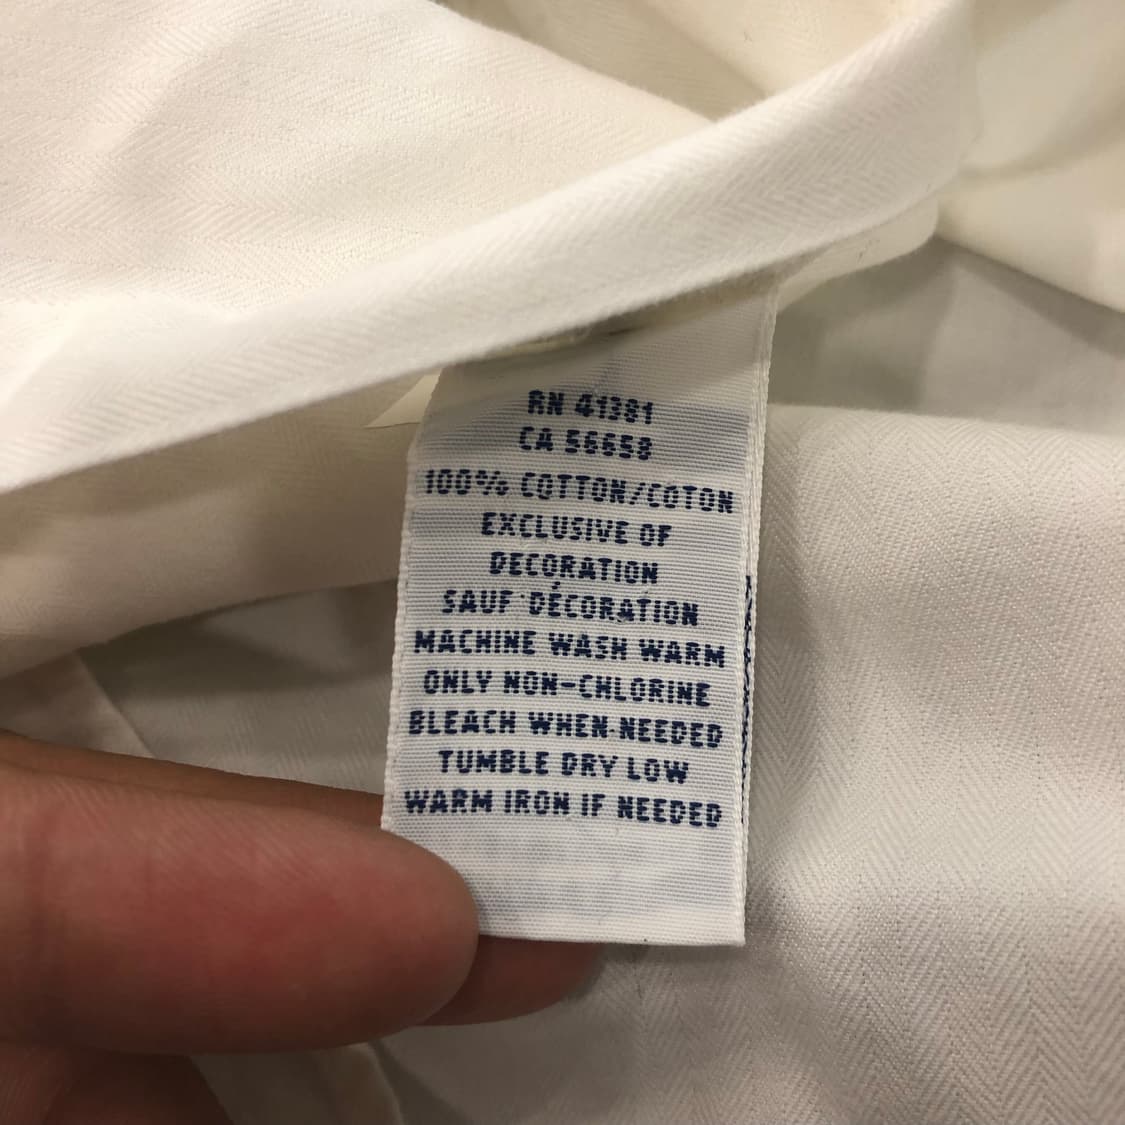 RN 41381
CA 56658
100% COTTON/COTON
EXCLUSIVE OF
DECORATION
SAUF DÉCORATION
MACHINE WASH WARM
ONLY NON-CHLORINE
BLEACH WHEN NEEDED
TUMBLE DRY LOW
WARM IRON IF NEEDED